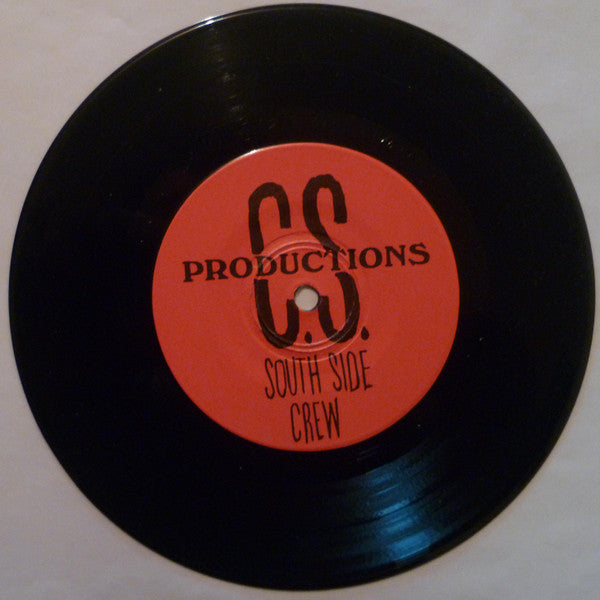 C.S.
PRODUCTIONS
SOUTH SIDE
CREW